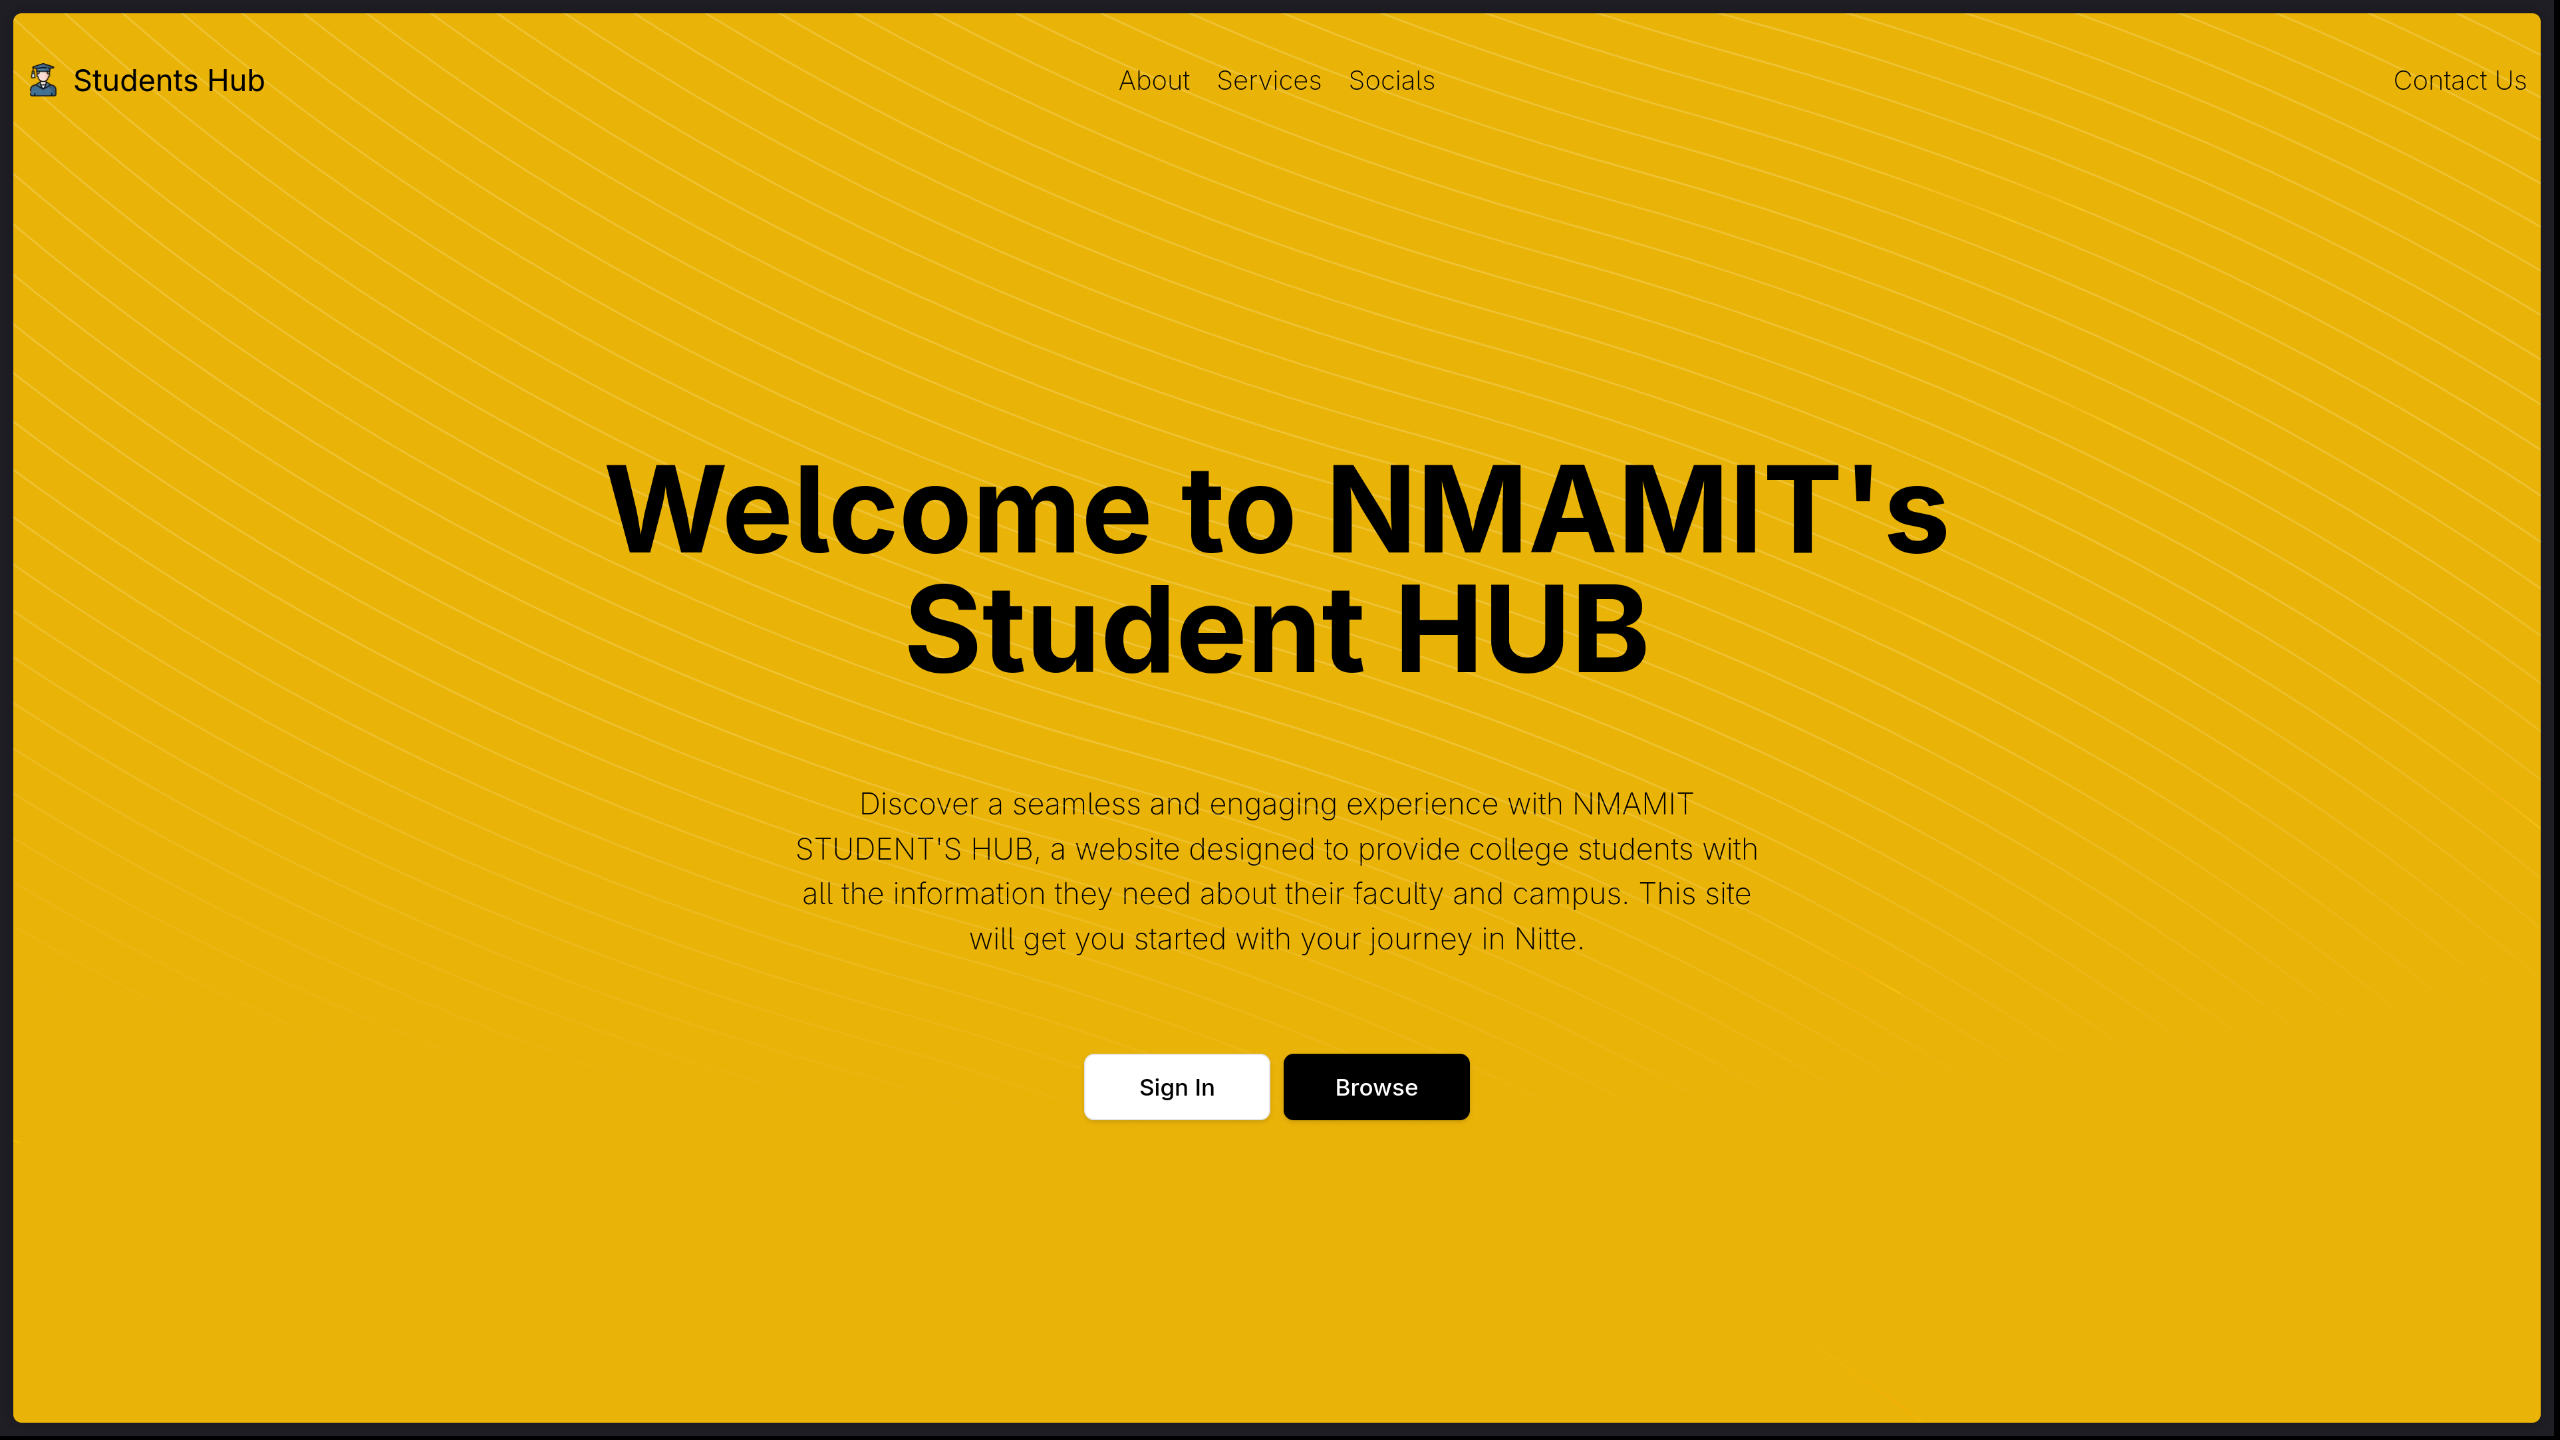 Students Hub
About Services Socials
Contact Us
Welcome to NMAMIT's
Student HUB
Discover a seamless and engaging experience with NMAMIT
STUDENT'S HUB, a website designed to provide college students with
all the information they need about their faculty and campus. This site
will get you started with your journey in Nitte.
Sign In
Browse